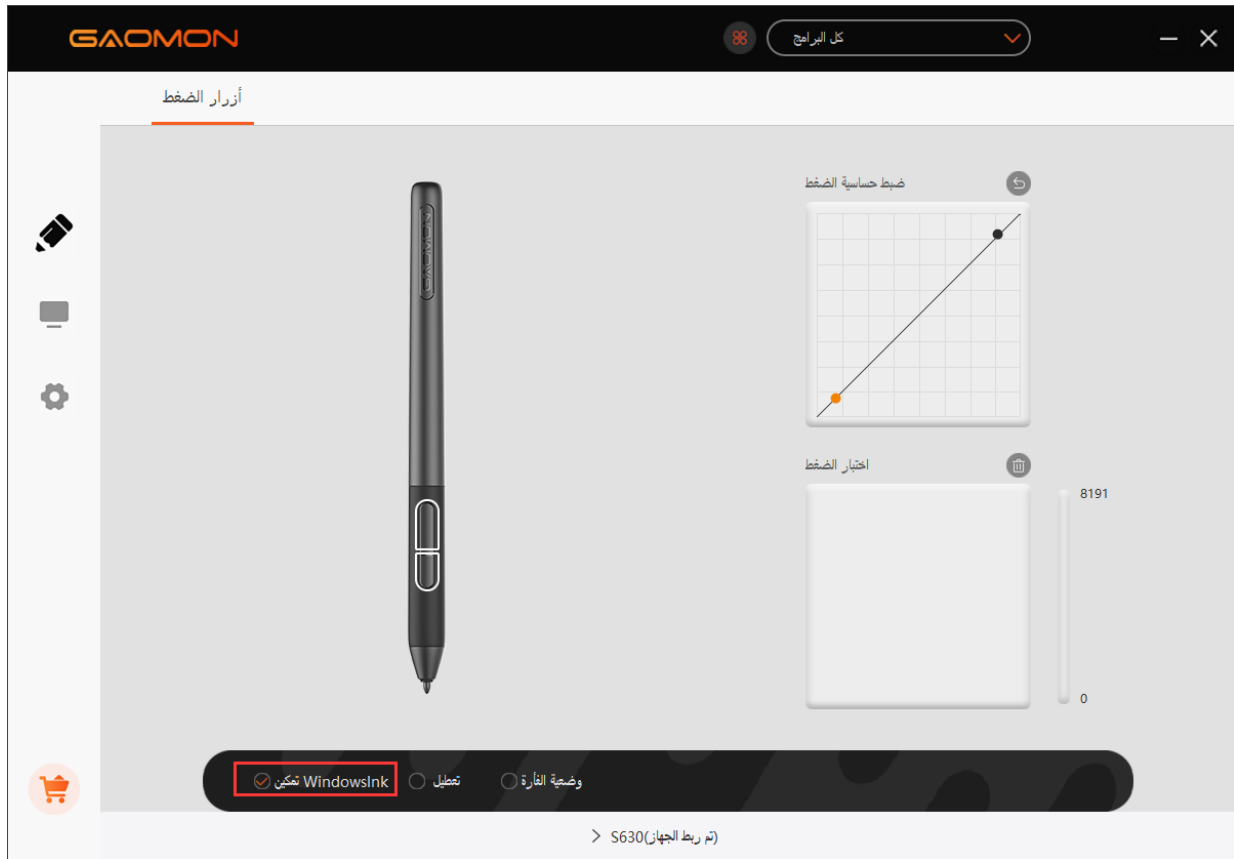 GAOMON
كل البرامج
أزرار الضغط
GAOMON
ضبط حساسية الضغط
اختبار الضغط
8191
0
تمكين WindowsInk
تعطيل
وضعية الفأرة
S630(تم ربط الجهاز)